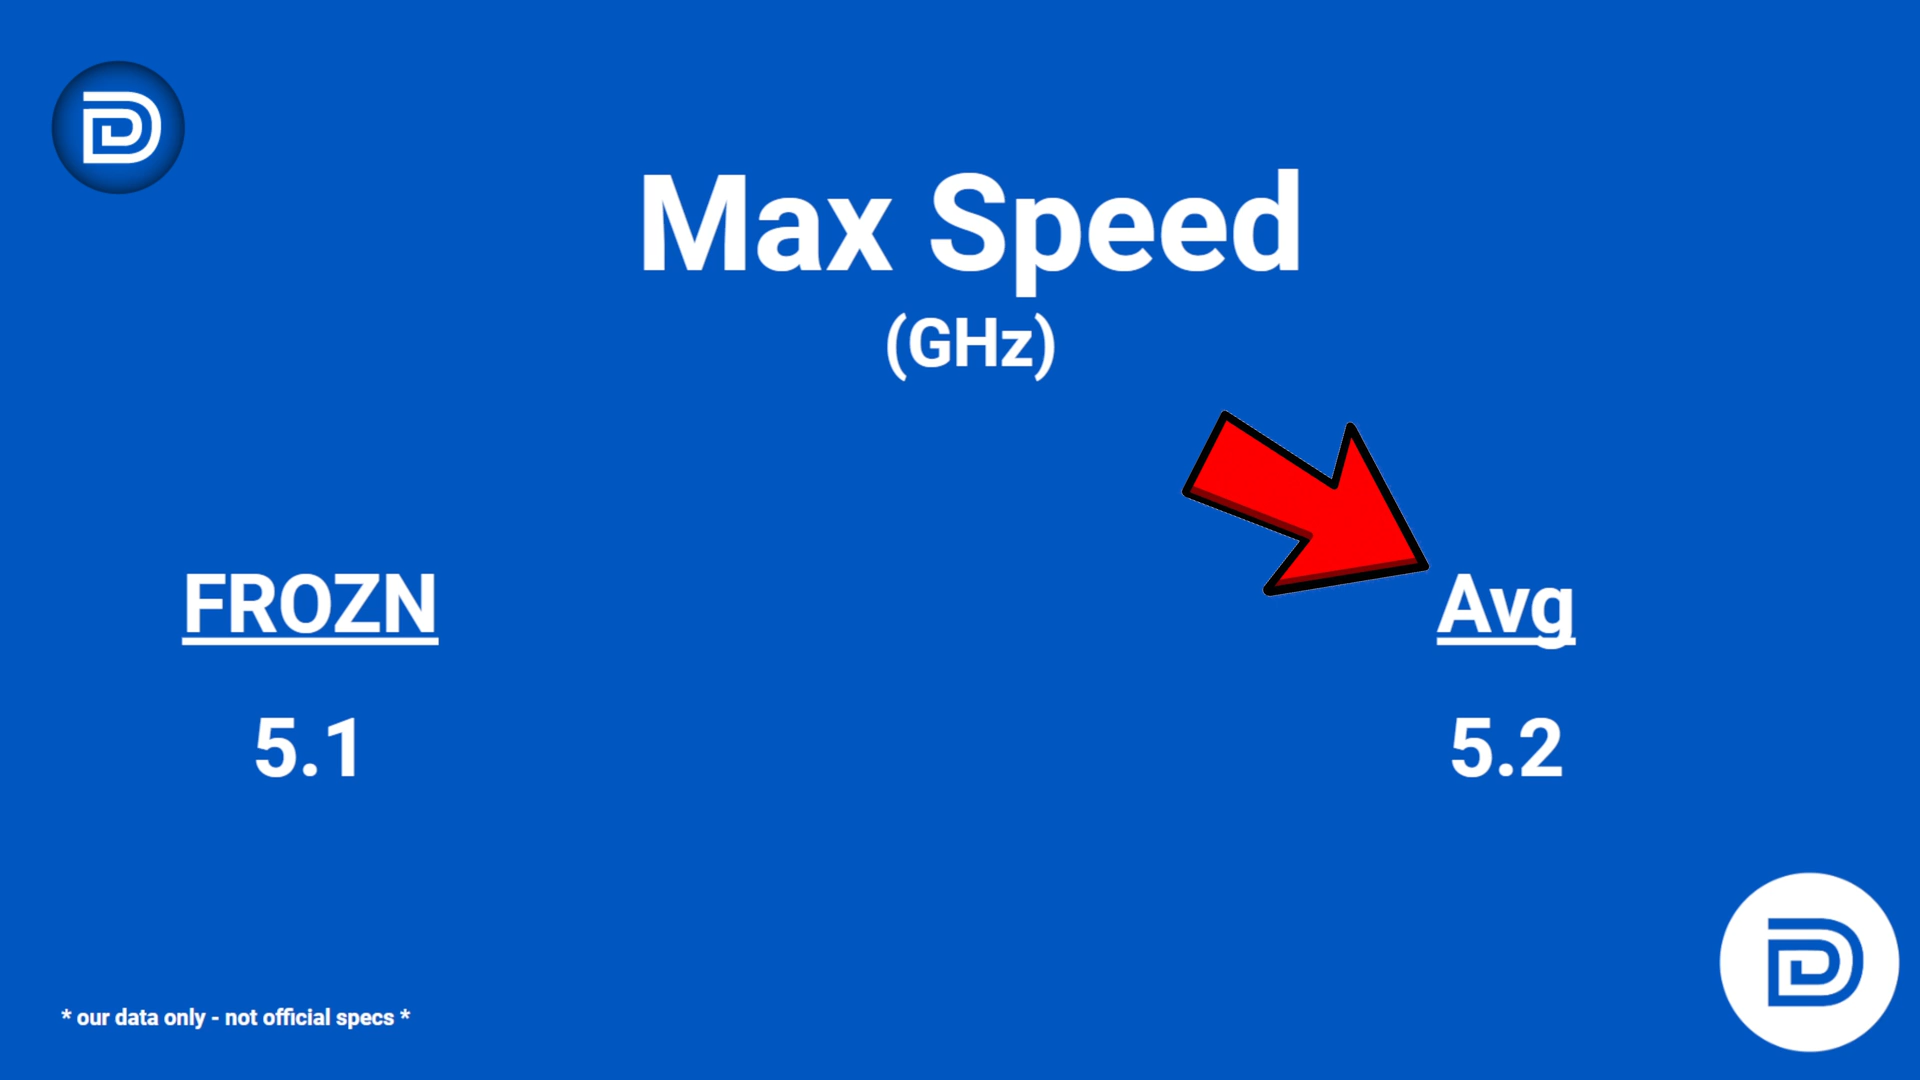 Max Speed
(GHz)
FROZN
Avg
5.1
5.2
* our data only - not official specs *